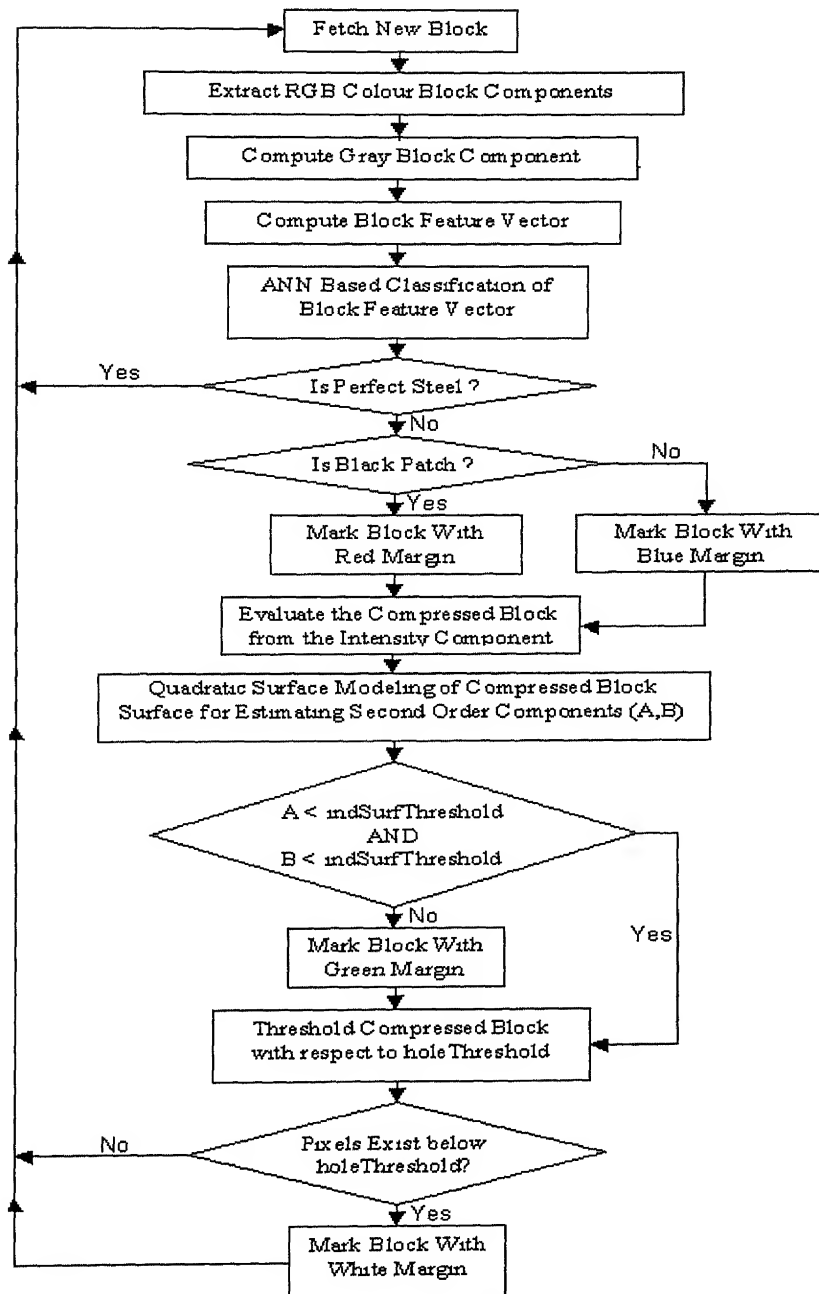 Fetch New Block
Extract RGB Colour Block Components
Compute Gray Block Component
Compute Block Feature Vector
ANN Based Classification of
Block Feature Vector
Yes
Is Perfect Steel ?
No
Is Black Patch ?
No
Yes
Mark Block With
Red Margin
Mark Block With
Blue Margin
Evaluate the Compressed Block
from the Intensity Component
Quadratic Surface Modeling of Compressed Block
Surface for Estimating Second Order Components (A,B)
A < indSurfThreshold
AND
B < indSurfThreshold
No
Yes
Mark Block With
Green Margin
Threshold Compressed Block
with respect to holeThreshold
No
Pixels Exist below
holeThreshold?
Yes
Mark Block With
White Margin